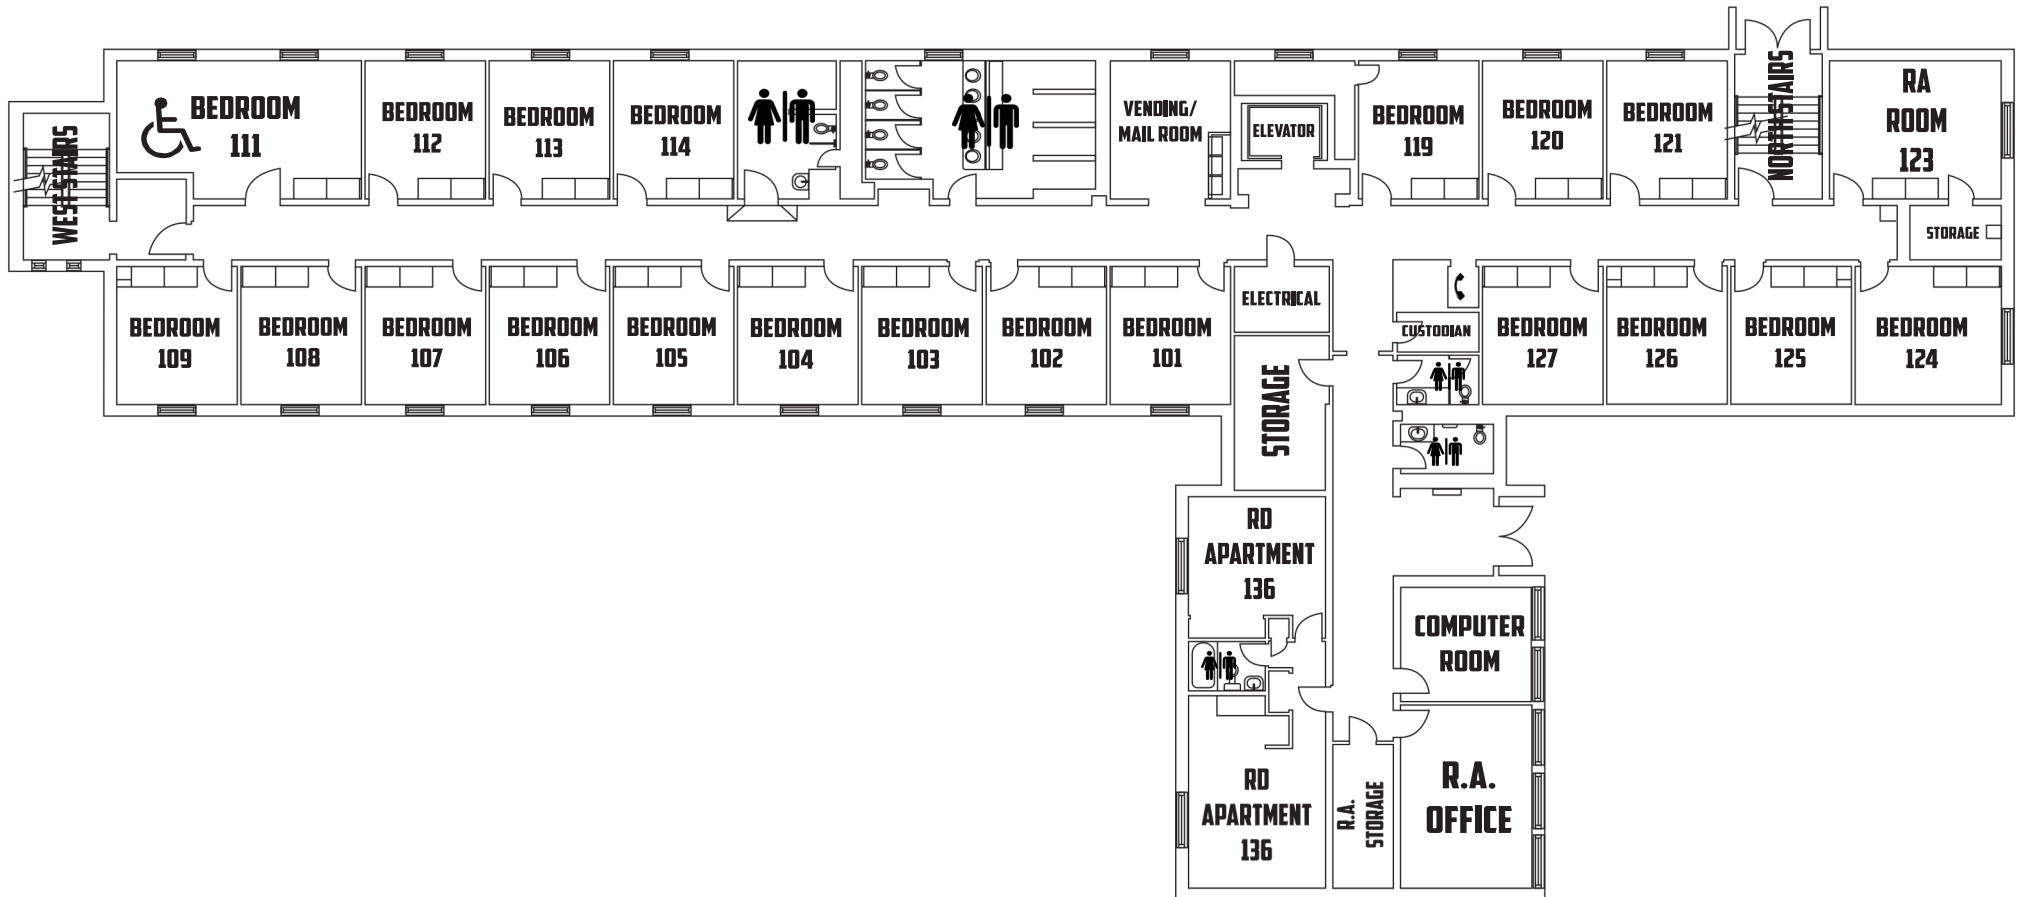 WEST STAIRS
BEDROOM
111
BEDROOM
112
BEDROOM
113
BEDROOM
114
VENDING/
MAIL ROOM
ELEVATOR
BEDROOM
119
BEDROOM
120
BEDROOM
121
NORTH STAIRS
RA
ROOM
123
STORAGE
BEDROOM
109
BEDROOM
108
BEDROOM
107
BEDROOM
106
BEDROOM
105
BEDROOM
104
BEDROOM
103
BEDROOM
102
BEDROOM
101
ELECTRICAL
STORAGE
CUSTODIAN
BEDROOM
127
BEDROOM
126
BEDROOM
125
BEDROOM
124
RD
APARTMENT
136
COMPUTER
ROOM
RD
APARTMENT
136
R.A.
STORAGE
R.A.
OFFICE